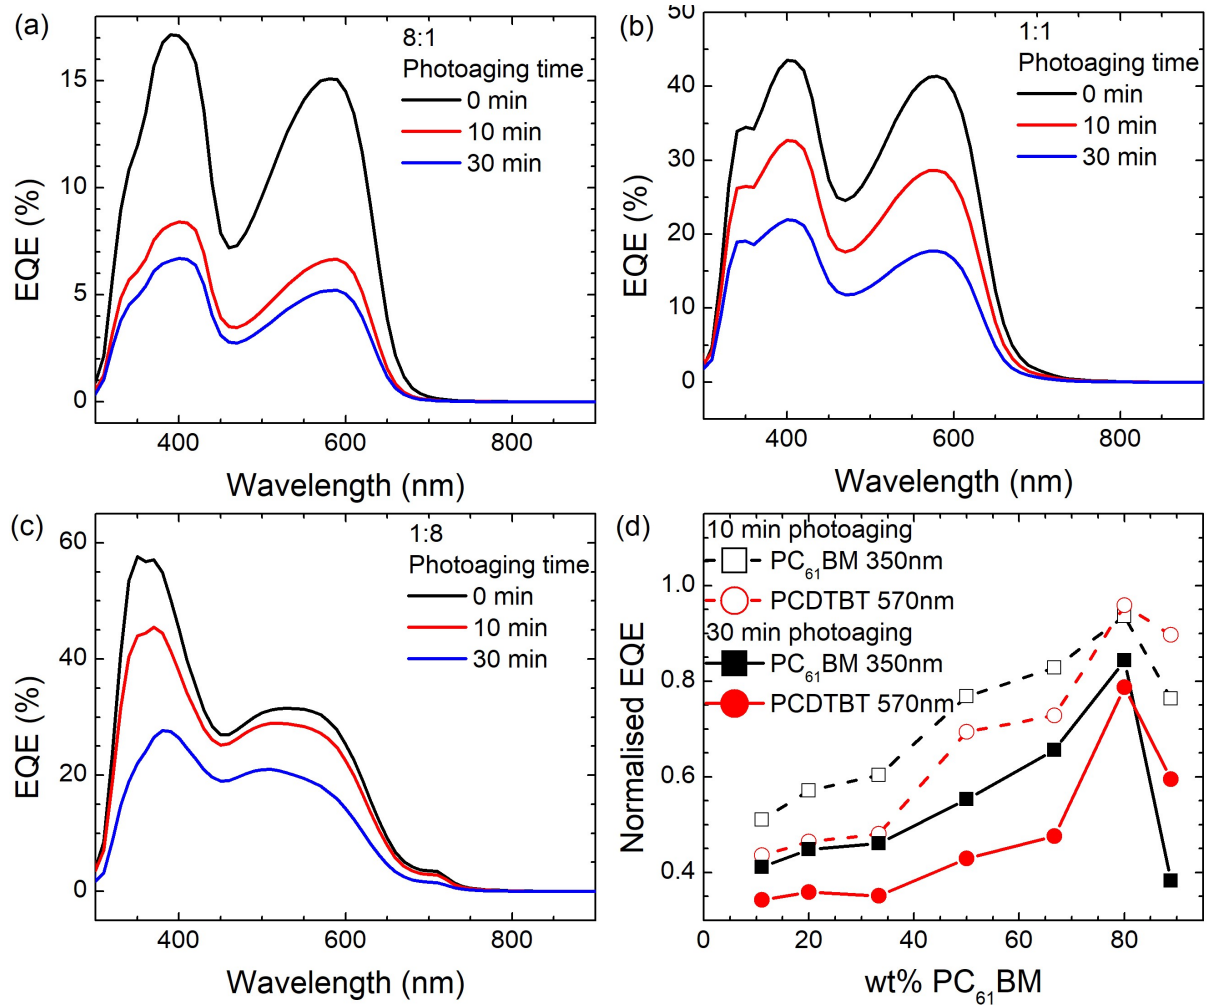 (a)
8:1
Photoaging time
0 min
10 min
30 min
15
10
5
0
EQE (%)
400
600
800
Wavelength (nm)
(b)
1:1
Photoaging time
0 min
10 min
30 min
50
40
30
20
10
0
EQE (%)
400
600
800
Wavelength (nm)
(c)
1:8
Photoaging time
0 min
10 min
30 min
60
40
20
0
EQE (%)
400
600
800
Wavelength (nm)
(d)
10 min photoaging
PC61BM 350nm
PCDTBT 570nm
30 min photoaging
PC61BM 350nm
PCDTBT 570nm
1.0
0.8
0.6
0.4
Normalised EQE
0
20
40
60
80
wt% PC61BM